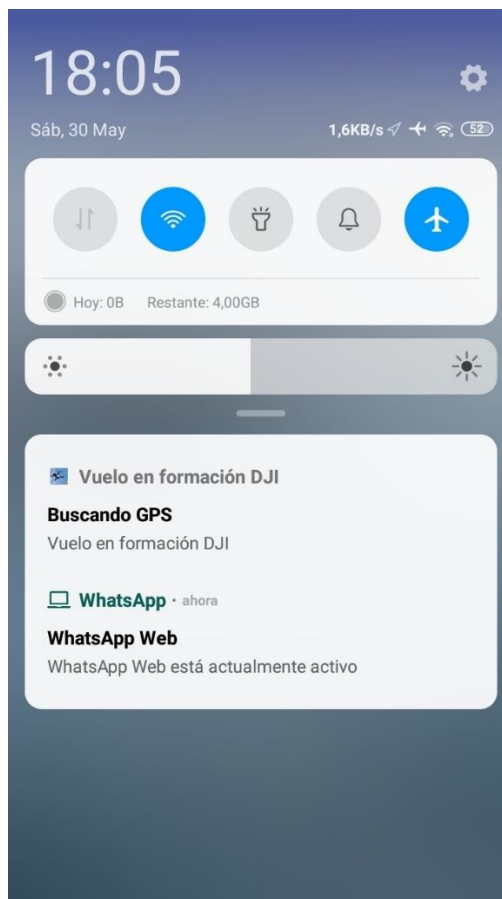 18:05
Sáb, 30 May
1,6KB/s 52
Hoy: 0B Restante: 4,00GB
Vuelo en formación DJI
Buscando GPS
Vuelo en formación DJI
WhatsApp · ahora
WhatsApp Web
WhatsApp Web está actualmente activo